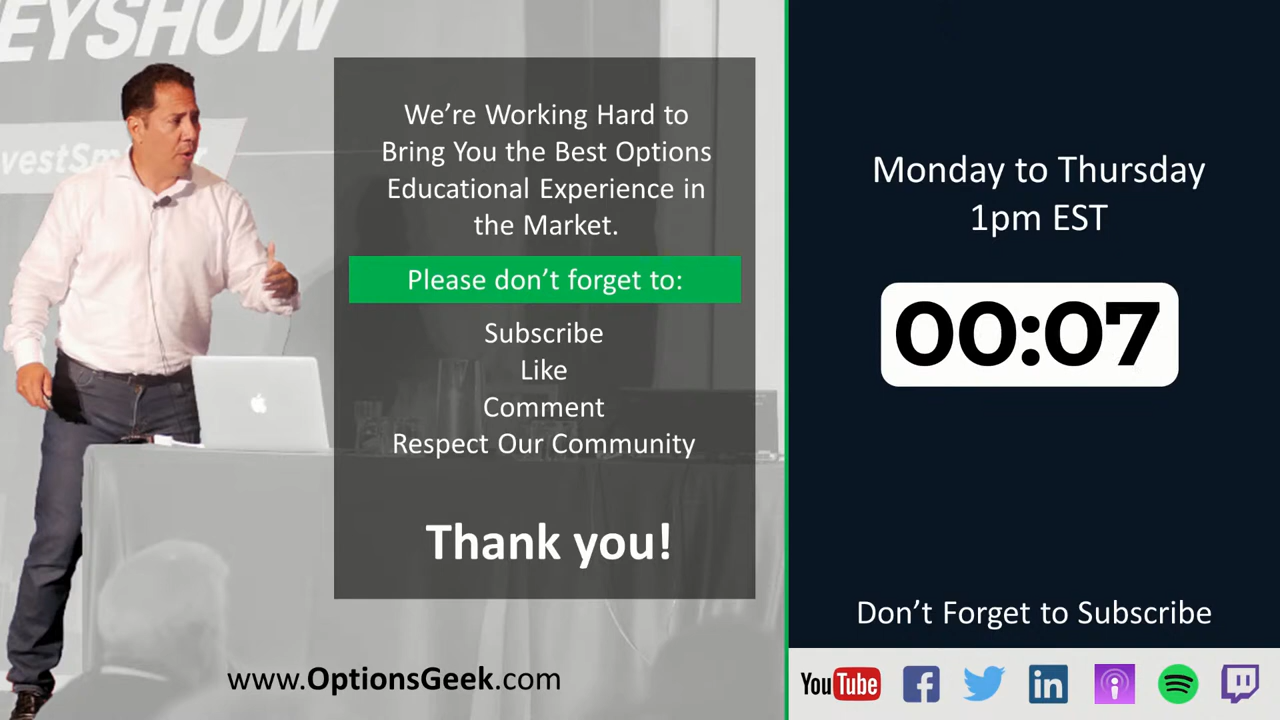 EYSHOW
vestSm
We’re Working Hard to
Bring You the Best Options
Educational Experience in
the Market.
Please don’t forget to:
Subscribe
Like
Comment
Respect Our Community
Thank you!
www.OptionsGeek.com
Monday to Thursday
1pm EST
00:07
Don’t Forget to Subscribe
YouTube
f
in